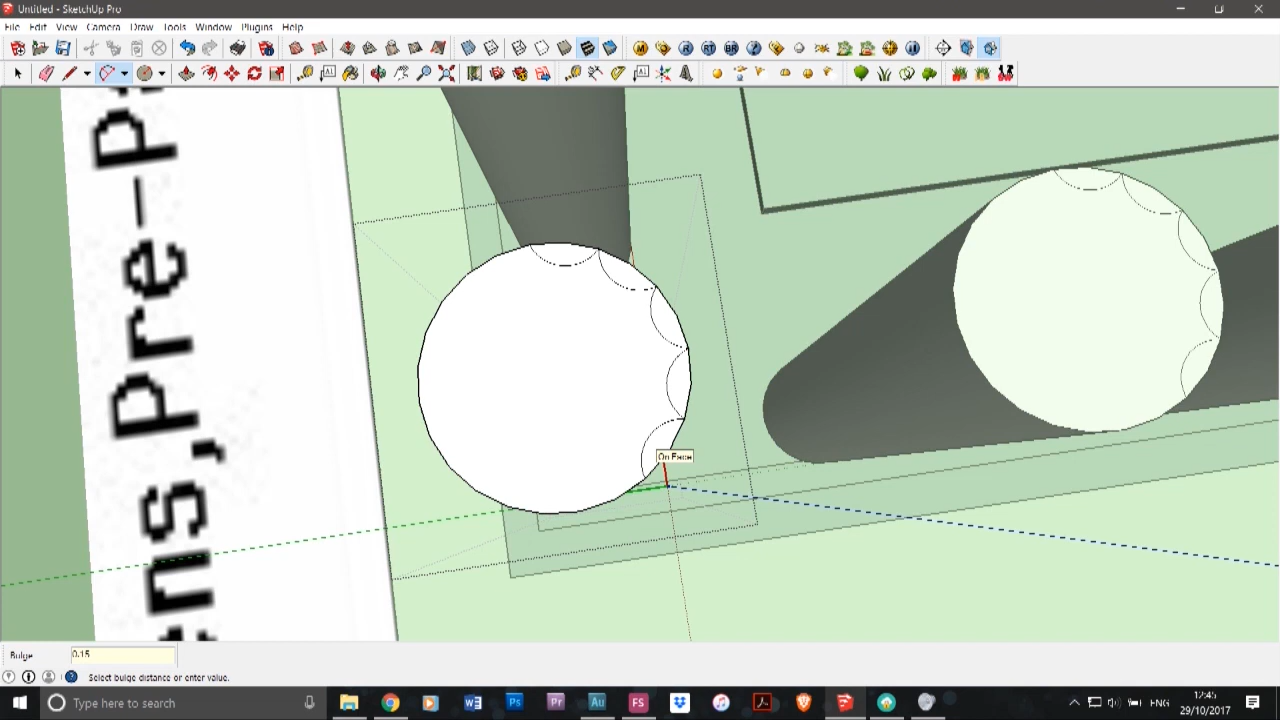 Untitled - SketchUp Pro
File Edit View Camera Draw Tools Window Plugins Help
ens,Pre-p
On Face
Bulge 0.15
Select bulge distance or enter value.
Type here to search
ENG
12:45
29/10/2017